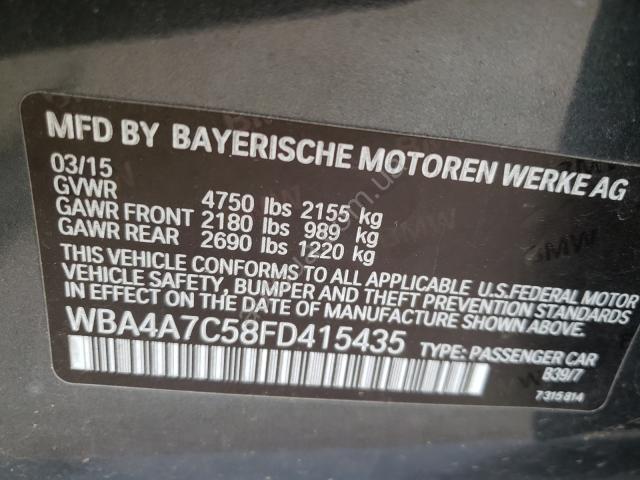 MFD BY BAYERISCHE MOTOREN WERKE AG
03/15
GVWR 4750 lbs 2155 kg
GAWR FRONT 2180 lbs 989 kg
GAWR REAR 2690 lbs 1220 kg
THIS VEHICLE CONFORMS TO ALL APPLICABLE U.S.FEDERAL MOTOR
VEHICLE SAFETY, BUMPER AND THEFT PREVENTION STANDARDS
IN EFFECT ON THE DATE OF MANUFACTURE SHOWN ABOVE.
WBA4A7C58FD415435 TYPE: PASSENGER CAR
B39/7
7315814